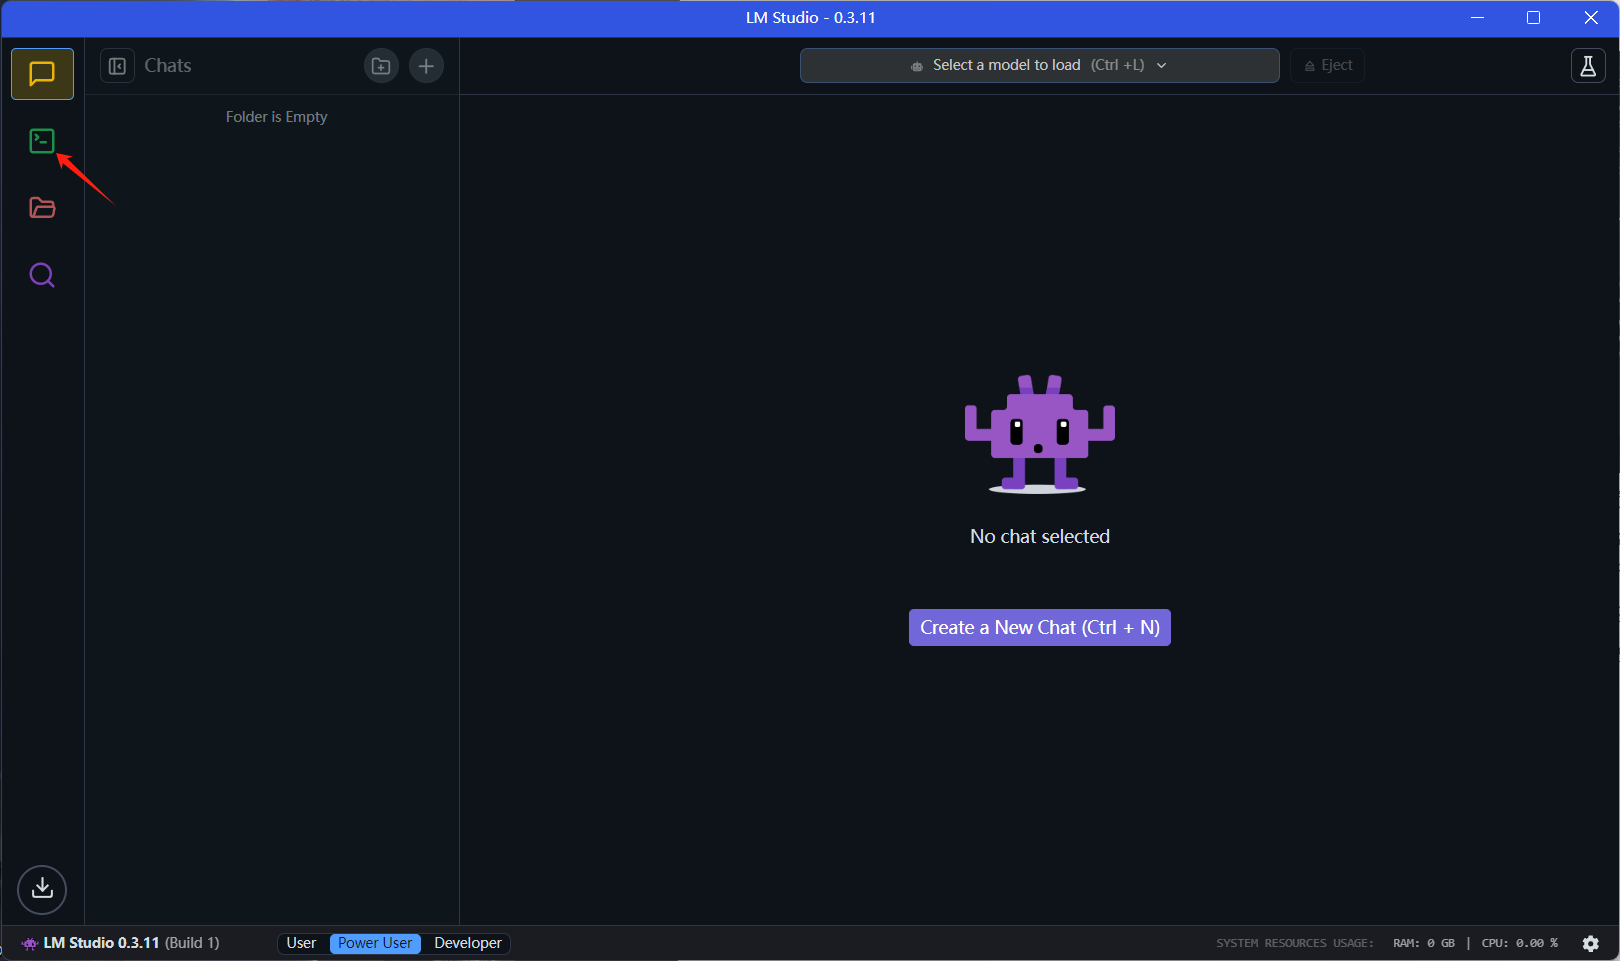 LM Studio - 0.3.11
Chats
Select a model to load (Ctrl +L)
Eject
Folder is Empty
No chat selected
Create a New Chat (Ctrl + N)
LM Studio 0.3.11 (Build 1)
User Power User Developer
SYSTEM RESOURCES USAGE: RAM: 0 GB | CPU: 0.00 %